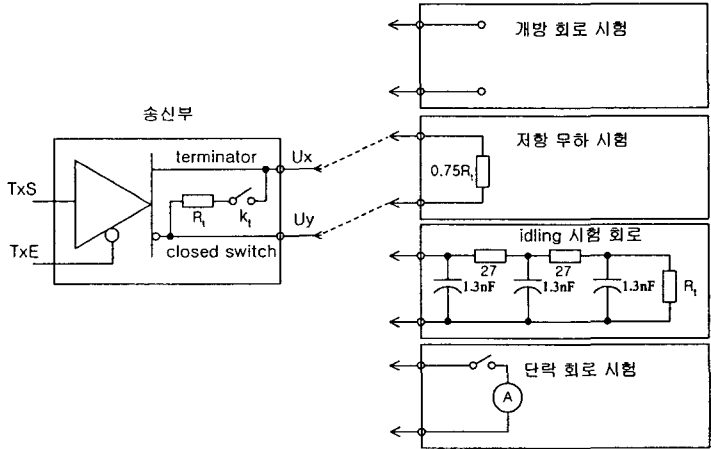 개방 회로 시험
송신부
terminator
Ux
TxS
Rt
kt
Uy
TxE
closed switch
저항 무하 시험
0.75Rt
idling 시험 회로
27
27
1.3nF
1.3nF
1.3nF
Rt
단락 회로 시험
A